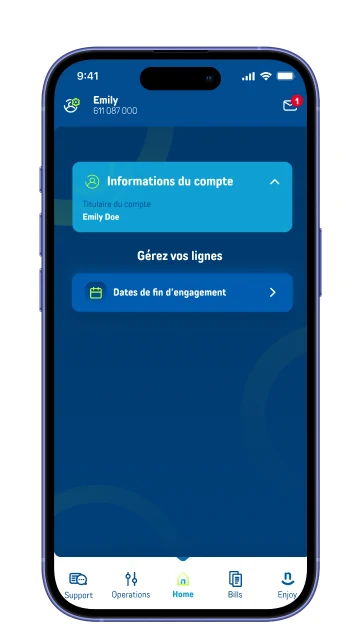 9:41
Emily
611 087 000
1
Informations du compte
Titulaire du compte
Emily Doe
Gérez vos lignes
Dates de fin d'engagement
Support
Operations
Home
Bills
Enjoy